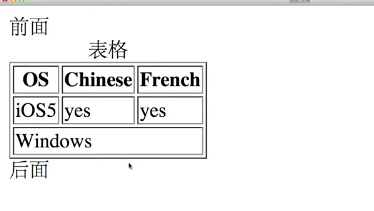 前面
表格
OS Chinese French
iOS5 yes yes
Windows
后面